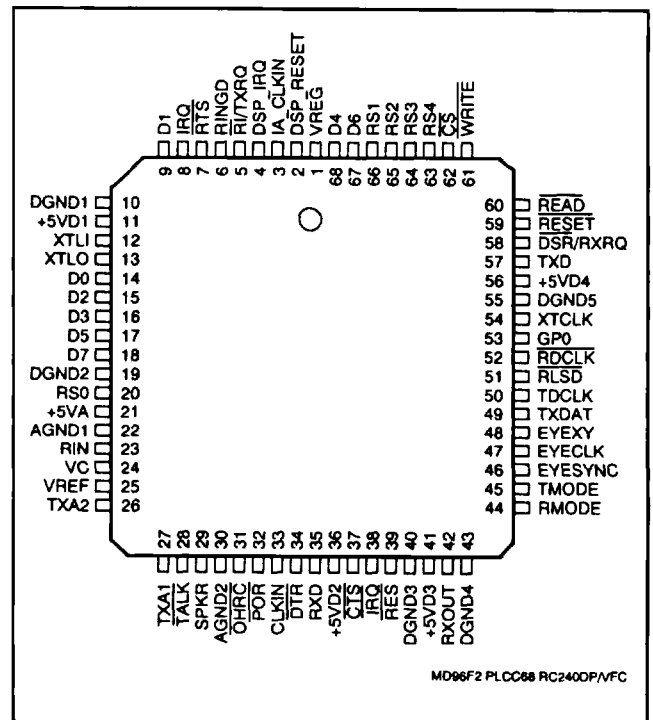 D1
IRQ
RTS
RINGD
RI/TXRQ
DSP_IRQ
IA_CLKIN
DSP_RESET
VREG
D4
D6
RS1
RS2
RS3
RS4
CS
WRITE
9 8 7 6 5 4 3 2 1 68 67 66 65 64 63 62 61
DGND1 10
+5VD1 11
XTLI 12
XTLO 13
D0 14
D2 15
D3 16
D5 17
D7 18
DGND2 19
RS0 20
+5VA 21
AGND1 22
RIN 23
VC 24
VREF 25
TXA2 26
60 READ
59 RESET
58 DSR/RXRQ
57 TXD
56 +5VD4
55 DGND5
54 XTCLK
53 GP0
52 RDCLK
51 RLSD
50 TDCLK
49 TXDAT
48 EYEXY
47 EYECLK
46 EYESYNC
45 TMODE
44 RMODE
27 28 29 30 31 32 33 34 35 36 37 38 39 40 41 42 43
TXA1
TALK
SPKR
AGND2
OHRC
POR
CLKIN
DTR
RXD
+5VD2
CTS
IRQ
RES
DGND3
+5VD3
RXOUT
DGND4
MD96F2 PLCC68 RC240DP/VFC